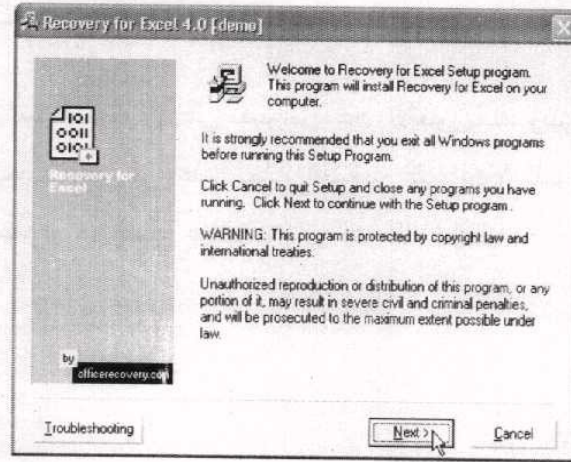 Recovery for Excel 4.0 [demo]
Welcome to Recovery for Excel Setup program.
This program will install Recovery for Excel on your
computer.
It is strongly recommended that you exit all Windows programs
before running this Setup Program.
Click Cancel to quit Setup and close any programs you have
running. Click Next to continue with the Setup program.
WARNING: This program is protected by copyright law and
international treaties.
Unauthorized reproduction or distribution of this program, or any
portion of it, may result in severe civil and criminal penalties,
and will be prosecuted to the maximum extent possible under
law.
101
0011
0101
Recovery for
Excel
by
officerecovery.com
Troubleshooting
Next >
Cancel